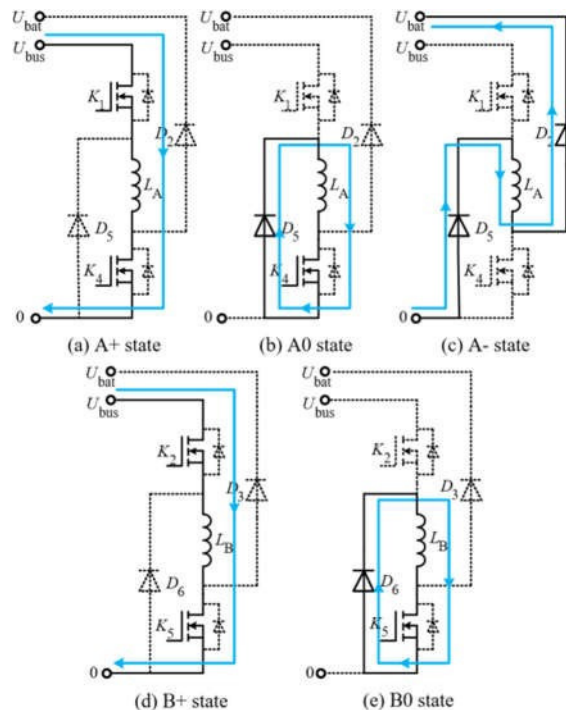 U_bat
U_bus
K_1
D_2
L_A
D_5
K_4
0
(a) A+ state
U_bat
U_bus
K_1
D_2
L_A
D_5
K_4
0
(b) A0 state
U_bat
U_bus
K_1
D_2
L_A
D_5
K_4
0
(c) A- state
U_bat
U_bus
K_2
D_3
L_B
D_6
K_5
0
(d) B+ state
U_bat
U_bus
K_2
D_3
L_B
D_6
K_5
0
(e) B0 state